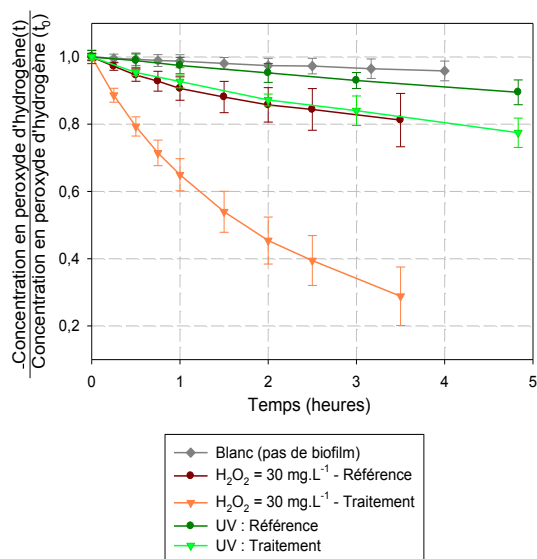 -Concentration en peroxyde d'hydrogène(t)
Concentration en peroxyde d'hydrogène (t0)
1,0
0,8
0,6
0,4
0,2
0
1
2
3
4
5
Temps (heures)
Blanc (pas de biofilm)
H2O2 = 30 mg.L-1 - Référence
H2O2 = 30 mg.L-1 - Traitement
UV : Référence
UV : Traitement